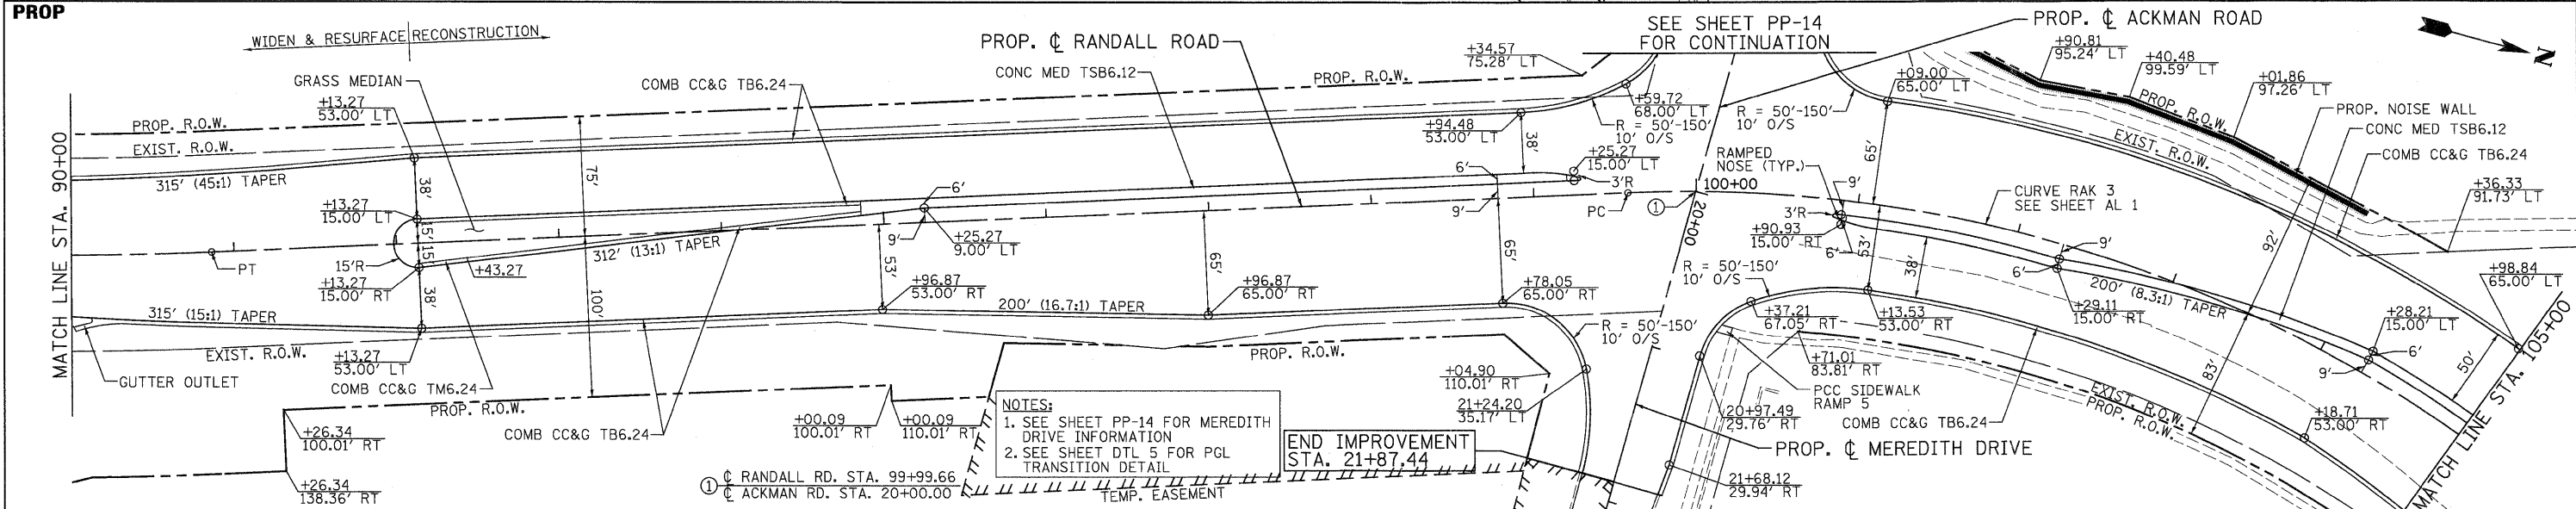 PROP
WIDEN & RESURFACE
RECONSTRUCTION
GRASS MEDIAN
+13.27
53.00' LT
COMB CC&G TB6.24
PROP. ℄ RANDALL ROAD
CONC MED TSB6.12
+34.57
75.28' LT
PROP. R.O.W.
SEE SHEET PP-14
FOR CONTINUATION
PROP. ℄ ACKMAN ROAD
+90.81
95.24' LT
+40.48
99.59' LT
+01.86
97.26' LT
N
+09.00
65.00' LT
PROP. R.O.W.
PROP. NOISE WALL
CONC MED TSB6.12
COMB CC&G TB6.24
EXIST. R.O.W.
MATCH LINE STA. 90+00
PROP. R.O.W.
EXIST. R.O.W.
315' (45:1) TAPER
38'
75'
+94.48
53.00' LT
38'
+59.72
68.00' LT
R = 50'-150'
10' O/S
R = 50'-150'
10' O/S
65'
+25.27
15.00' LT
RAMPED
NOSE (TYP.)
+13.27
15.00' LT
6'
6'
3'R
9'
PC
1
100+00
20+00
9'
3'R
+90.93
15.00' RT
6'
53'
38'
CURVE RAK 3
SEE SHEET AL 1
+36.33
91.73' LT
92'
PT
15'R
15'
15'
+43.27
312' (13:1) TAPER
9'
+25.27
9.00' LT
53'
65'
65'
+13.27
15.00' RT
38'
100'
+96.87
53.00' RT
200' (16.7:1) TAPER
+96.87
65.00' RT
+78.05
65.00' RT
R = 50'-150'
10' O/S
+37.21
67.05' RT
+13.53
53.00' RT
9'
6'
200' (8.3:1) TAPER
+29.11
15.00' RT
+98.84
65.00' RT
+28.21
15.00' LT
6'
9'
50'
83'
MATCH LINE STA. 105+00
315' (15:1) TAPER
EXIST. R.O.W.
GUTTER OUTLET
+13.27
53.00' LT
COMB CC&G TM6.24
PROP. R.O.W.
COMB CC&G TB6.24
R = 50'-150'
10' O/S
PROP. R.O.W.
+04.90
110.01' RT
21+24.20
35.17' LT
+71.01
83.81' RT
PCC SIDEWALK
RAMP 5
20+97.49
29.76' RT
COMB CC&G TB6.24
EXIST. R.O.W.
PROP. R.O.W.
+18.71
53.00' RT
+26.34
100.01' RT
+26.34
138.36' RT
+00.09
100.01' RT
+00.09
110.01' RT
NOTES:
1. SEE SHEET PP-14 FOR MEREDITH
DRIVE INFORMATION
2. SEE SHEET DTL 5 FOR PGL
TRANSITION DETAIL
END IMPROVEMENT
STA. 21+87.44
PROP. ℄ MEREDITH DRIVE
21+68.12
29.94' RT
1 ℄ RANDALL RD. STA. 99+99.66
℄ ACKMAN RD. STA. 20+00.00
TEMP. EASEMENT